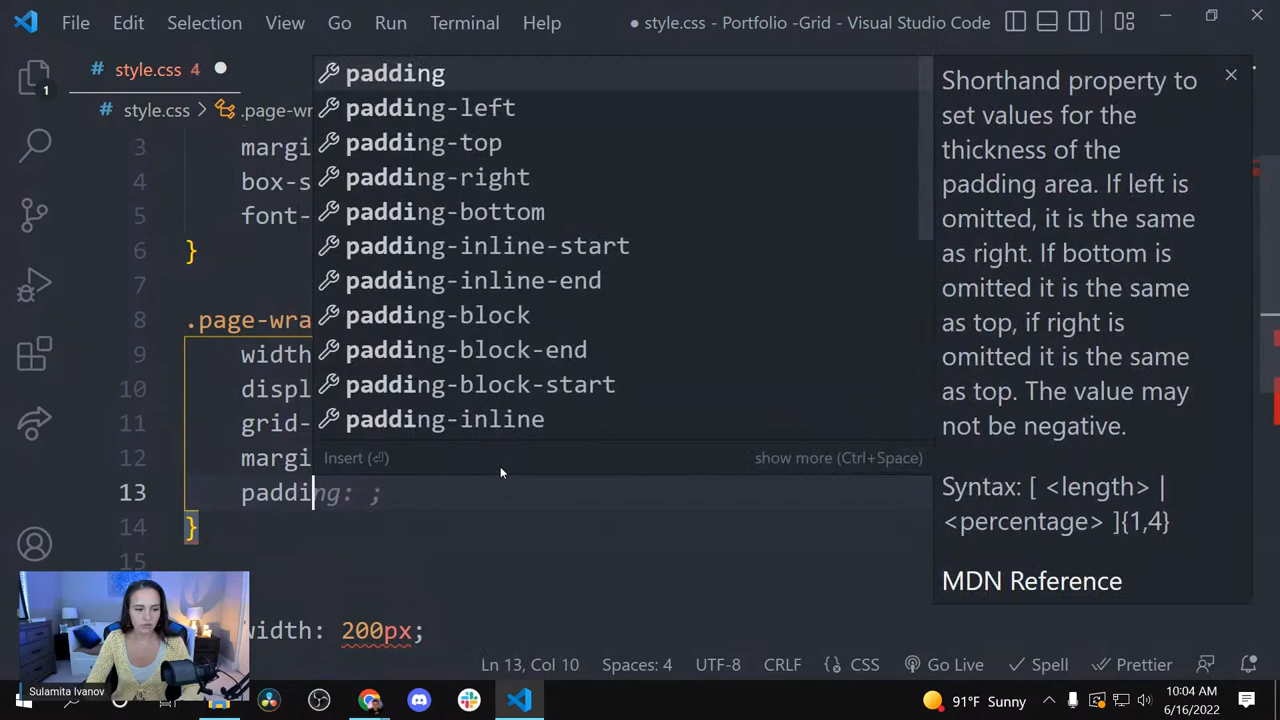 File Edit Selection View Go Run Terminal Help ● style.css - Portfolio -Grid - Visual Studio Code
# style.css 4
# style.css > .page-wra
1
3 margi
4 box-s
5 font-
6 }
7
8 .page-wra
9 width
10 displ
11 grid-
12 margi
13 padding: ;
14 }
15
width: 200px;
padding
padding-left
padding-top
padding-right
padding-bottom
padding-inline-start
padding-inline-end
padding-block
padding-block-end
padding-block-start
padding-inline
Insert (⏎) show more (Ctrl+Space)
Shorthand property to
set values for the
thickness of the
padding area. If left is
omitted, it is the same
as right. If bottom is
omitted it is the same
as top, if right is
omitted it is the same
as top. The value may
not be negative.
Syntax: [ <length> |
<percentage> ]{1,4}
MDN Reference
Sulamita Ivanov
Ln 13, Col 10 Spaces: 4 UTF-8 CRLF CSS Go Live Spell Prettier
91°F Sunny
10:04 AM
6/16/2022